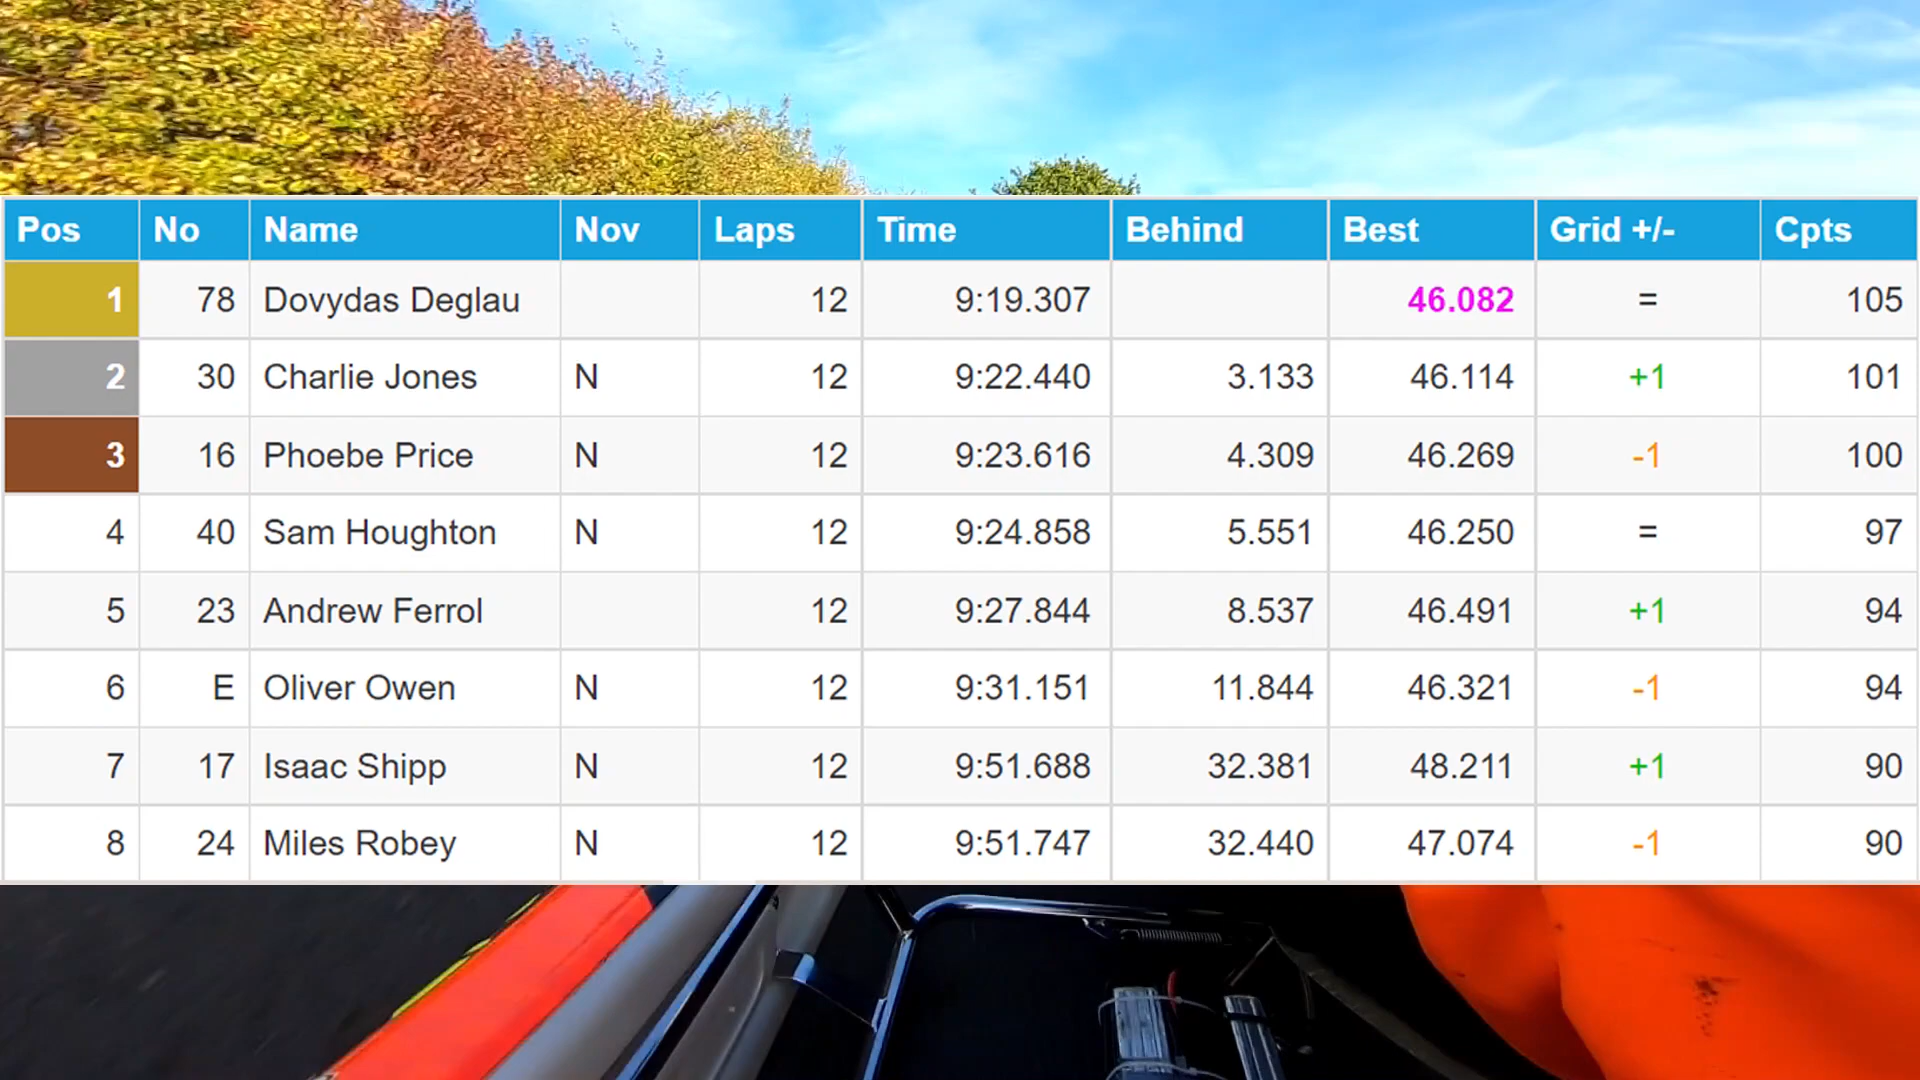 Pos No Name Nov Laps Time Behind Best Grid +/- Cpts
1 78 Dovydas Deglau 12 9:19.307 46.082 = 105
2 30 Charlie Jones N 12 9:22.440 3.133 46.114 +1 101
3 16 Phoebe Price N 12 9:23.616 4.309 46.269 -1 100
4 40 Sam Houghton N 12 9:24.858 5.551 46.250 = 97
5 23 Andrew Ferrol 12 9:27.844 8.537 46.491 +1 94
6 E Oliver Owen N 12 9:31.151 11.844 46.321 -1 94
7 17 Isaac Shipp N 12 9:51.688 32.381 48.211 +1 90
8 24 Miles Robey N 12 9:51.747 32.440 47.074 -1 90